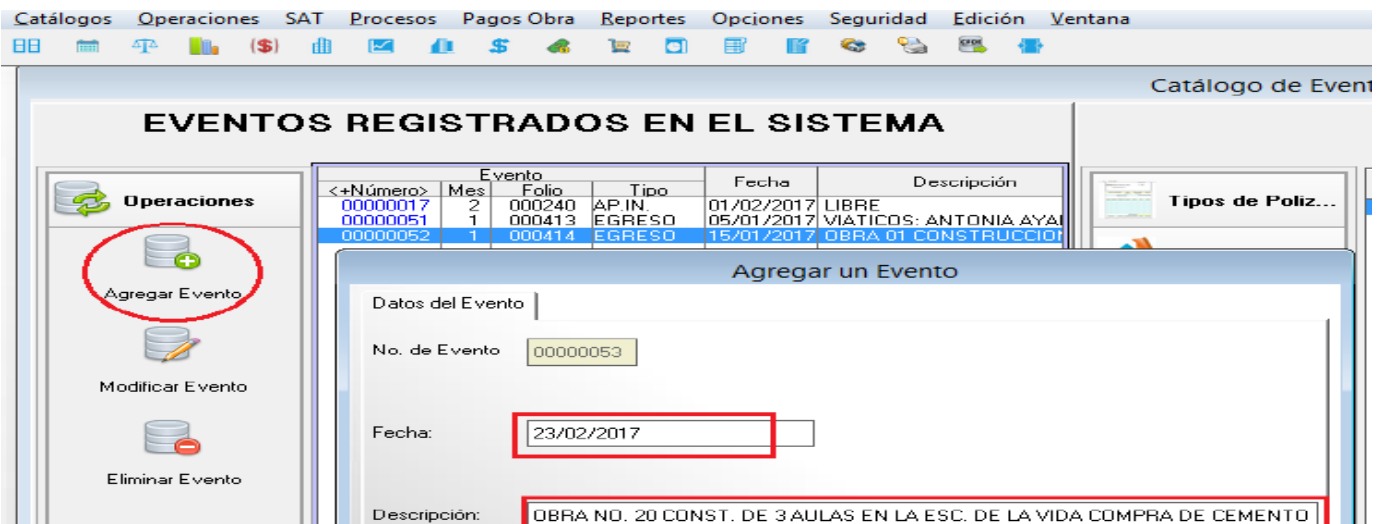 Catálogos Operaciones SAT Procesos Pagos Obra Reportes Opciones Seguridad Edición Ventana
Catálogo de Even
EVENTOS REGISTRADOS EN EL SISTEMA
Operaciones
Agregar Evento
Modificar Evento
Eliminar Evento
Evento Fecha Descripción
<+Número> Mes Folio Tipo
00000017 2 000240 AP.IN. 01/02/2017 LIBRE
00000051 1 000413 EGRESO 05/01/2017 VIATICOS: ANTONIA AYAL
00000052 1 000414 EGRESO 15/01/2017 OBRA 01 CONSTRUCCION
Tipos de Poliz...
Agregar un Evento
Datos del Evento
No. de Evento 00000053
Fecha: 23/02/2017
Descripción: OBRA NO. 20 CONST. DE 3 AULAS EN LA ESC. DE LA VIDA COMPRA DE CEMENTO